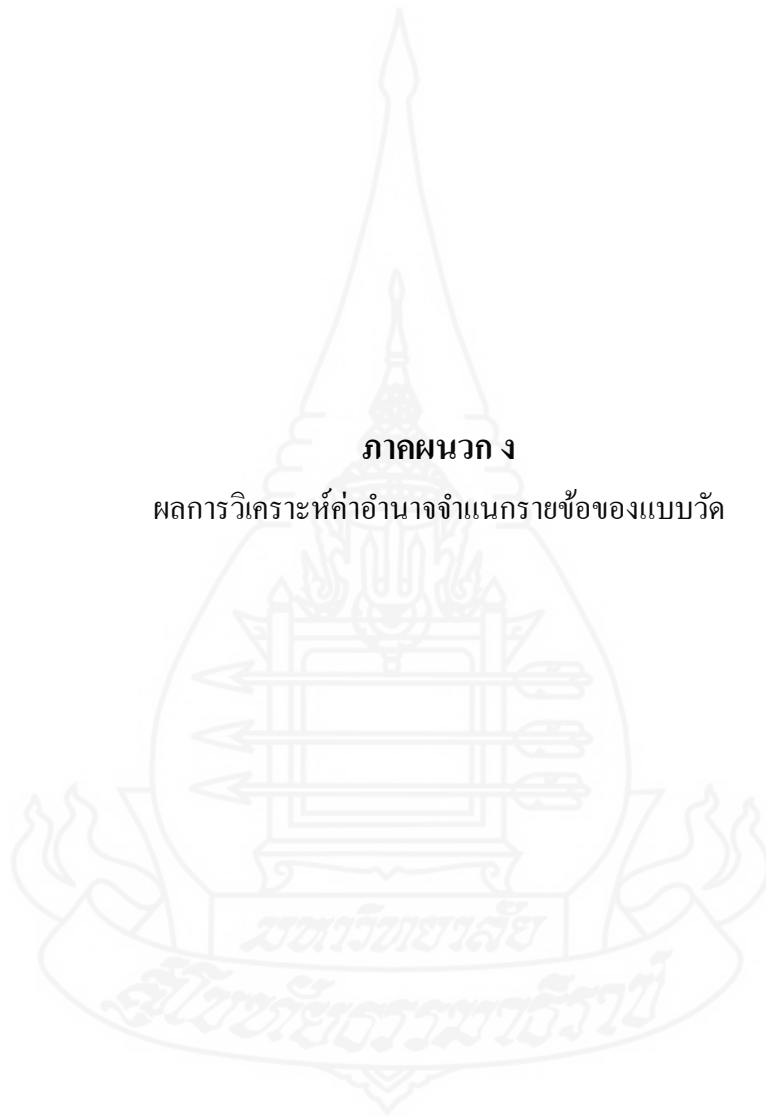 ภาคผนวก ง
ผลการวิเคราะห์ค่าอำนาจจำแนกรายข้อของแบบวัด
มหาวิทยาลัย
สุโขทัยธรรมาธิราช